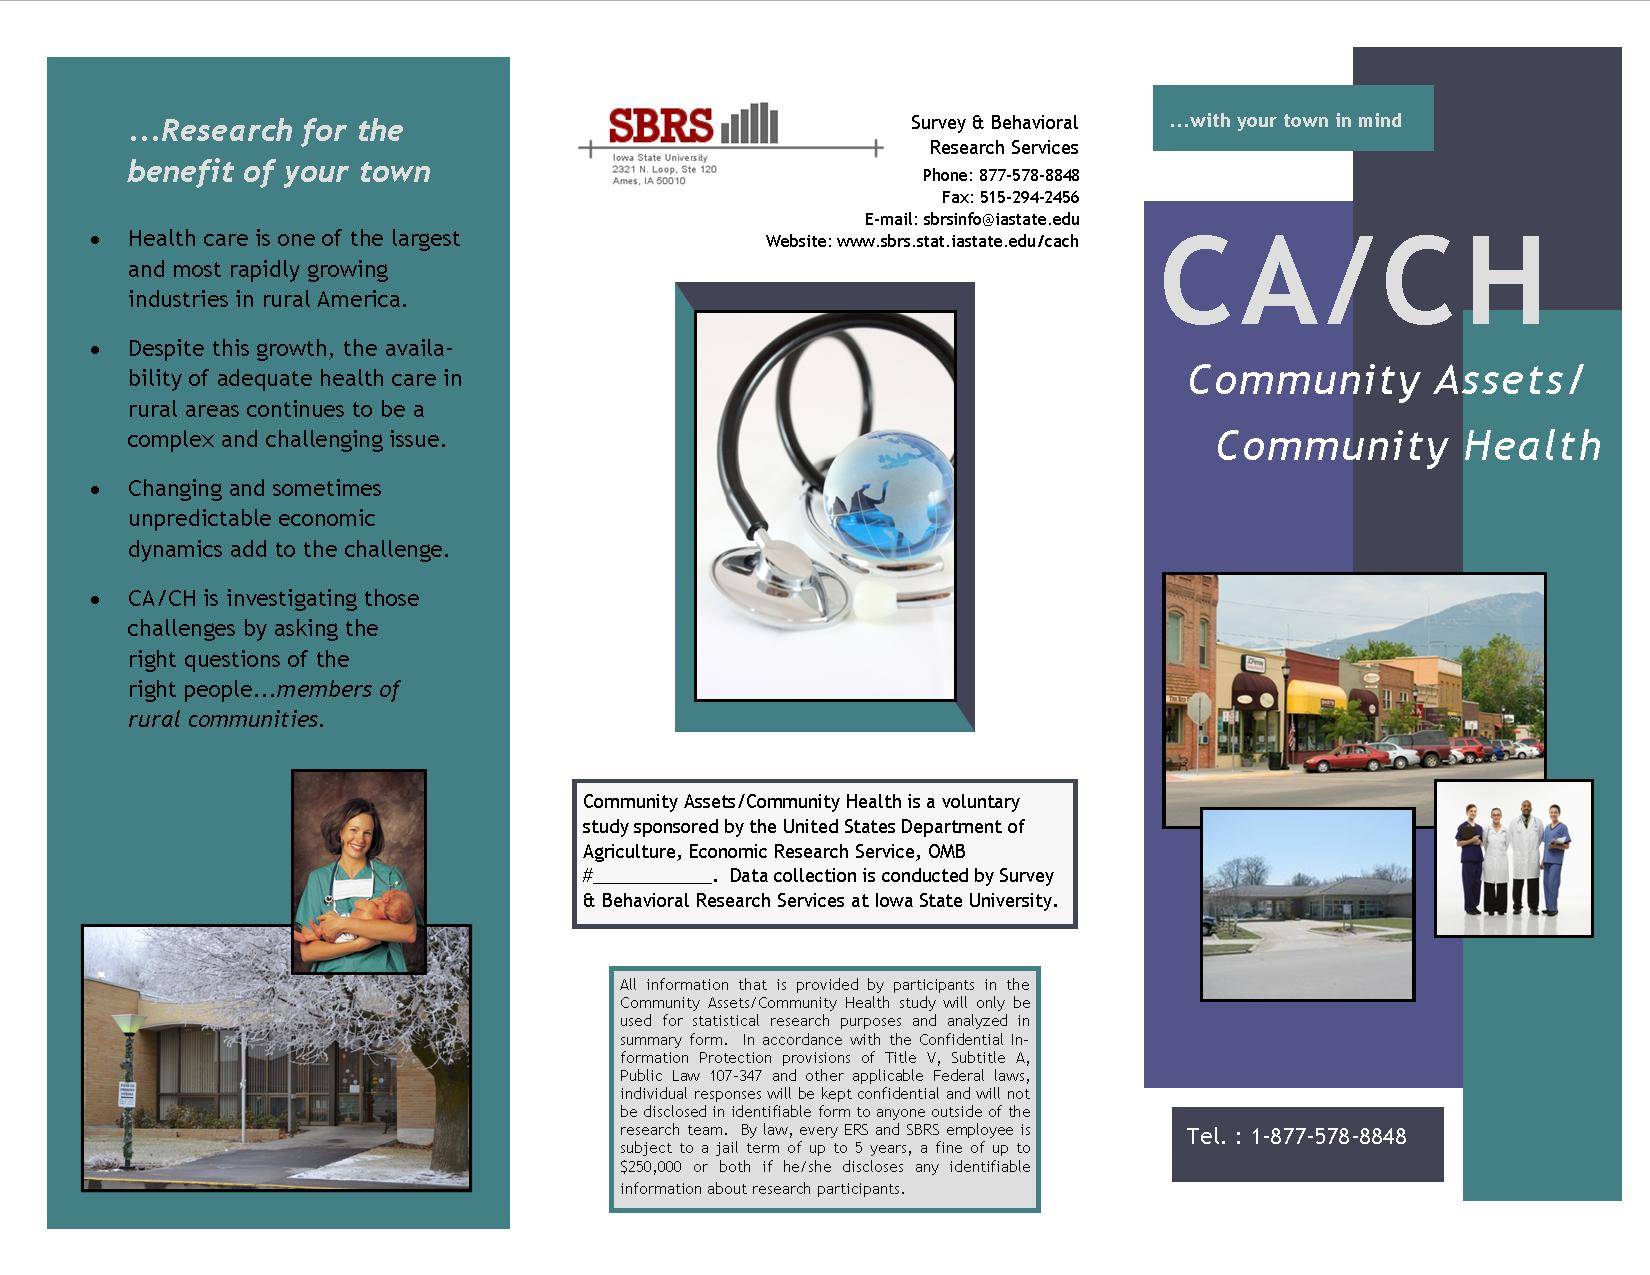 ...Research for the
benefit of your town
• Health care is one of the largest
and most rapidly growing
industries in rural America.
• Despite this growth, the availa-
bility of adequate health care in
rural areas continues to be a
complex and challenging issue.
• Changing and sometimes
unpredictable economic
dynamics add to the challenge.
• CA/CH is investigating those
challenges by asking the
right questions of the
right people...members of
rural communities.
SBRS
Iowa State University
2321 N. Loop, Ste 120
Ames, IA 50010
Survey & Behavioral
Research Services
Phone: 877-578-8848
Fax: 515-294-2456
E-mail: sbrsinfo@iastate.edu
Website: www.sbrs.stat.iastate.edu/cach
Community Assets/Community Health is a voluntary
study sponsored by the United States Department of
Agriculture, Economic Research Service, OMB
#____________.  Data collection is conducted by Survey
& Behavioral Research Services at Iowa State University.
All information that is provided by participants in the
Community Assets/Community Health study will only be
used for statistical research purposes and analyzed in
summary form.  In accordance with the Confidential In-
formation Protection provisions of Title V, Subtitle A,
Public Law 107-347 and other applicable Federal laws,
individual responses will be kept confidential and will not
be disclosed in identifiable form to anyone outside of the
research team.  By law, every ERS and SBRS employee is
subject to a jail term of up to 5 years, a fine of up to
$250,000 or both if he/she discloses any identifiable
information about research participants.
...with your town in mind
CA/CH
Community Assets/
Community Health
Tel. : 1-877-578-8848